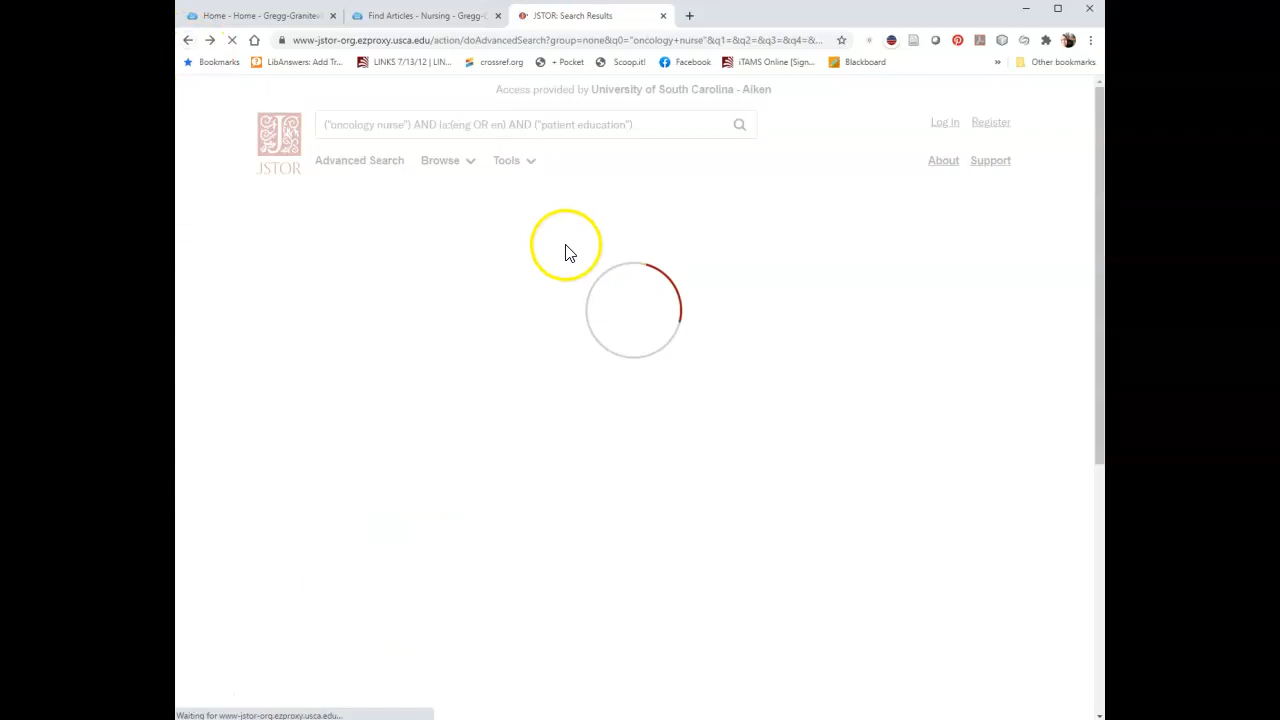 Home - Home - Gregg-Granitevi
Find Articles - Nursing - Gregg-G
JSTOR: Search Results
www-jstor-org.ezproxy.usca.edu/action/doAdvancedSearch?group=none&q0="oncology+nurse"&q1=&q2=&q3=&q4=&...
Bookmarks
LibAnswers: Add Tr...
LINKS 7/13/12 | LIN...
crossref.org
+ Pocket
Scoop.it!
Facebook
iTAMS Online [Sign...
Blackboard
»
Other bookmarks
Access provided by University of South Carolina - Aiken
JSTOR
("oncology nurse") AND la:(eng OR en) AND ("patient education")
Log in
Register
Advanced Search
Browse
Tools
About
Support
Waiting for www-jstor-org.ezproxy.usca.edu...